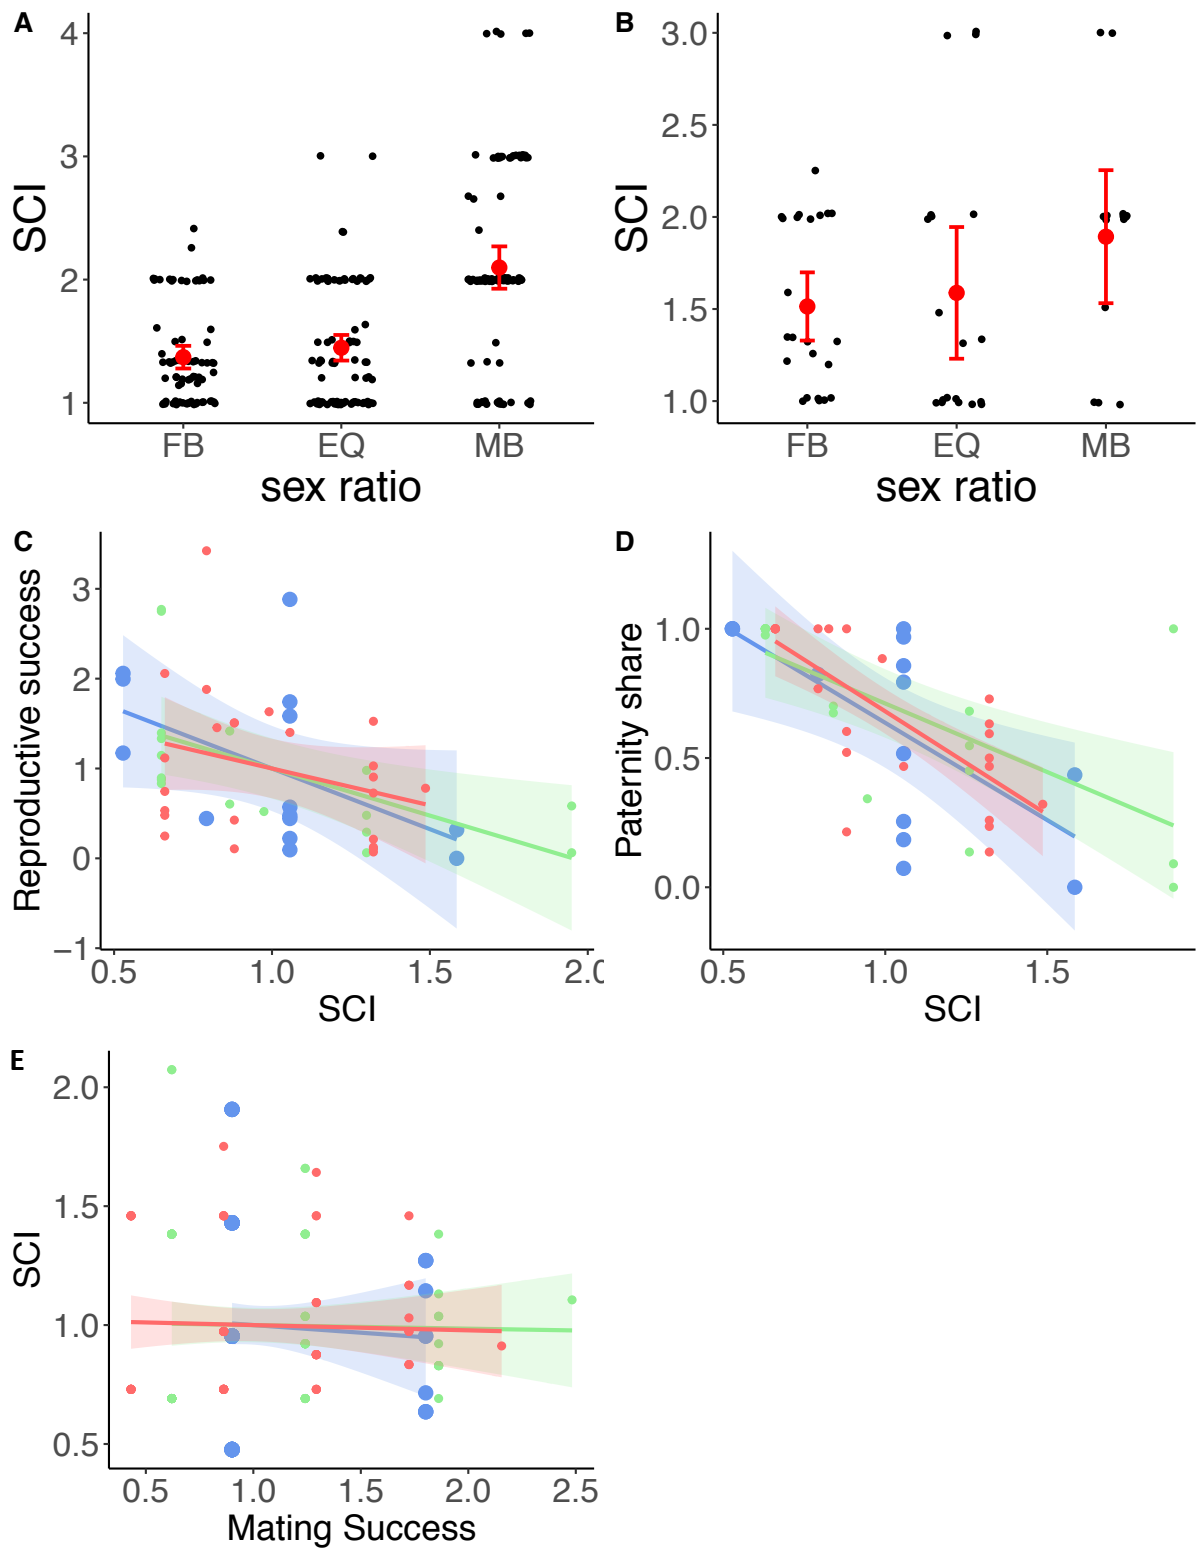 A
SCI
4
3
2
1
FB EQ MB
sex ratio
B
SCI
3.0
2.5
2.0
1.5
1.0
FB EQ MB
sex ratio
C
Reproductive success
3
2
1
0
−1
0.5 1.0 1.5 2.0
SCI
D
Paternity share
1.0
0.5
0.0
0.5 1.0 1.5
SCI
E
SCI
2.0
1.5
1.0
0.5
0.5 1.0 1.5 2.0 2.5
Mating Success